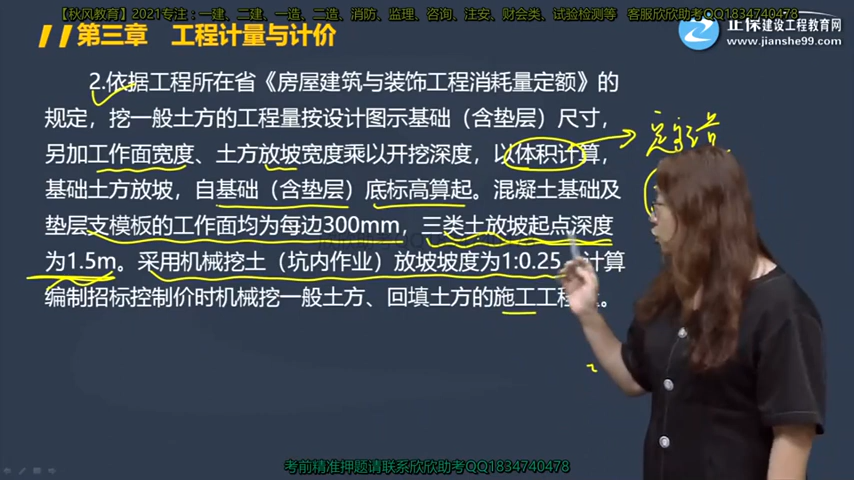 【秋风教育】2021专注：一建、二建、一造、二造、消防、监理、咨询、注安、财会类、试验检测等 客服欣欣助考QQ1834740478
第三章 工程计量与计价
正保建设工程教育网
www.jianshe99.com
2.依据工程所在省《房屋建筑与装饰工程消耗量定额》的
规定，挖一般土方的工程量按设计图示基础（含垫层）尺寸，
另加工作面宽度、土方放坡宽度乘以开挖深度，以体积计算，
基础土方放坡，自基础（含垫层）底标高算起。混凝土基础及
垫层支模板的工作面均为每边300mm，三类土放坡起点深度
为1.5m。采用机械挖土（坑内作业）放坡坡度为1:0.25 计算
编制招标控制价时机械挖一般土方、回填土方的施工工程 。
考前精准押题请联系欣欣助考QQ1834740478